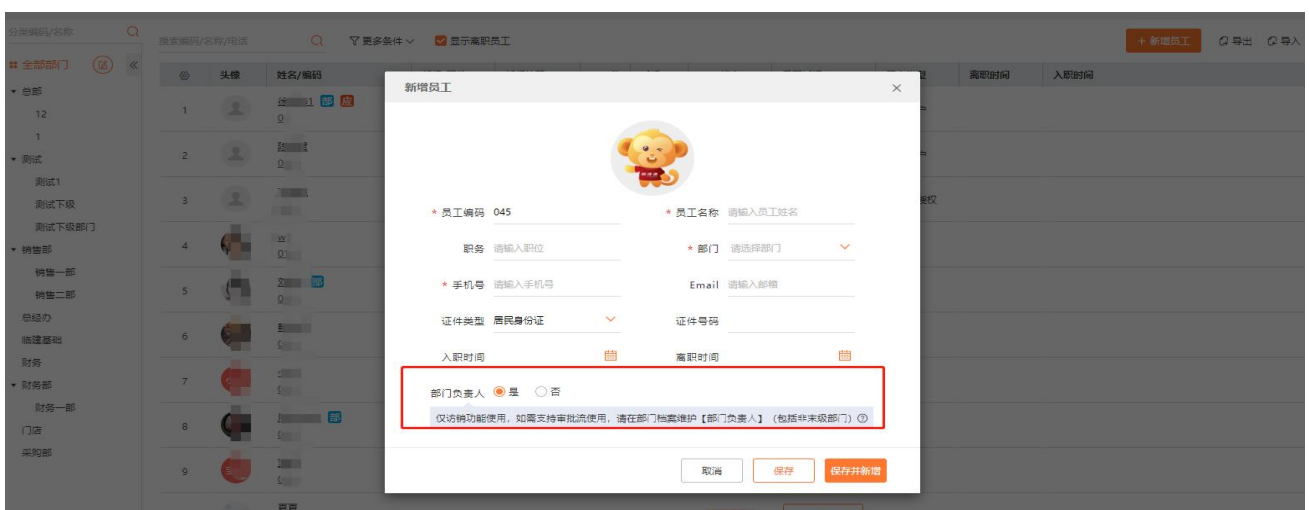 分类编码/名称
搜索编码/名称/电话
更多条件
显示离职员工
+ 新增员工
导出
导入
全部部门
总部
12
1
测试
测试1
测试下级
测试下级部门
销售部
销售一部
销售二部
总经办
临建基础
财务
财务部
财务一部
门店
采购部
头像
姓名/编码
离职时间
入职时间
1
部 应
2
3
4
5
部
6
7
8
部
9
新增员工
* 员工编码 045
* 员工名称 请输入员工姓名
职务 请输入职位
* 部门 请选择部门
* 手机号 请输入手机号
Email 请输入邮箱
证件类型 居民身份证
证件号码
入职时间
离职时间
部门负责人 是 否
仅访销功能使用，如需支持审批流使用，请在部门档案维护【部门负责人】（包括非末级部门）
取消
保存
保存并新增